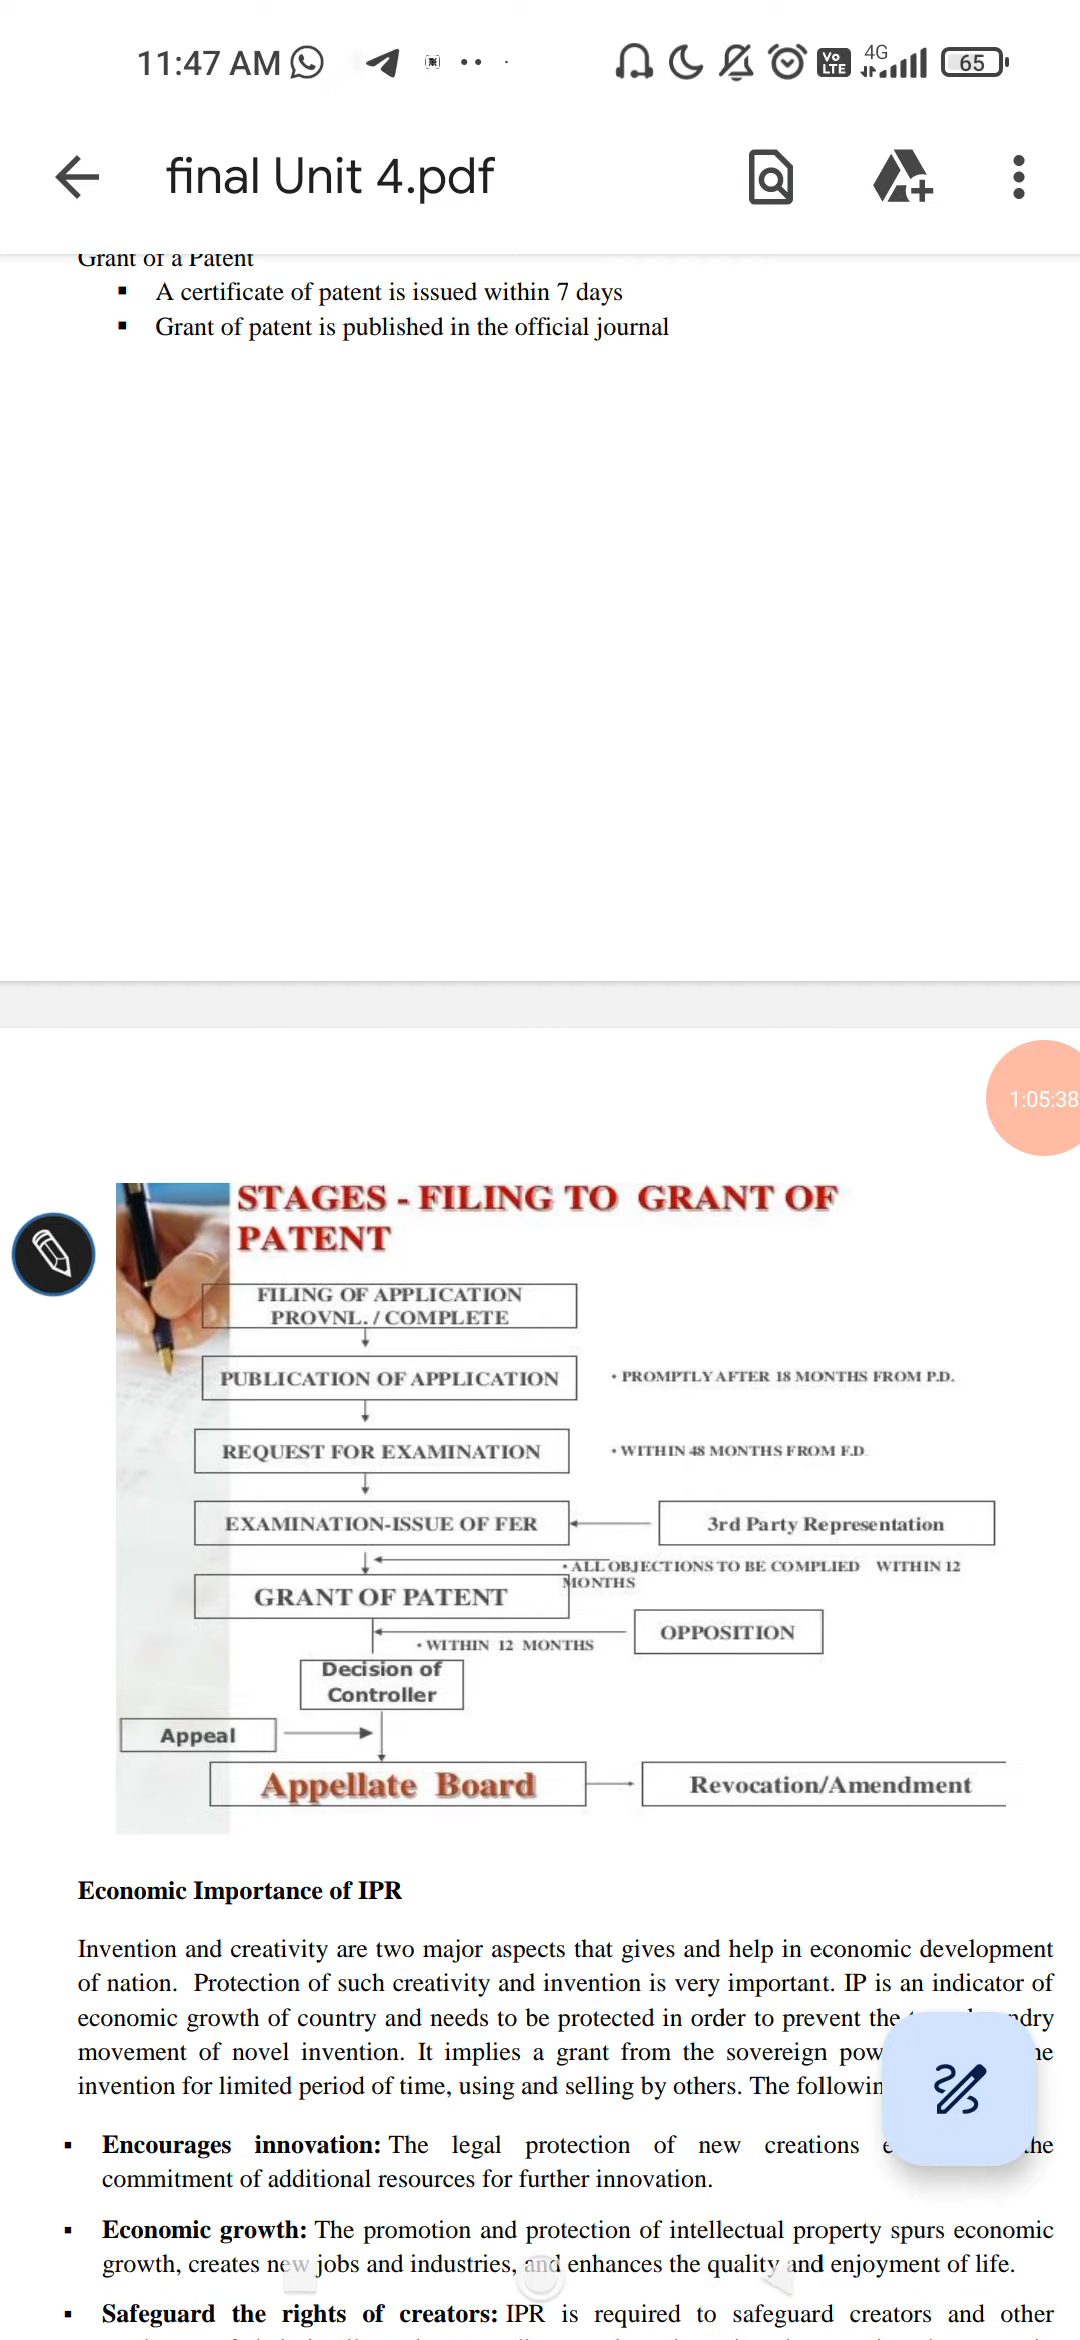 11:47 AM
Vo LTE 4G 65
final Unit 4.pdf
Grant of a Patent
▪ A certificate of patent is issued within 7 days
▪ Grant of patent is published in the official journal
1:05:38
STAGES - FILING TO GRANT OF
PATENT
FILING OF APPLICATION
PROVNL. / COMPLETE
PUBLICATION OF APPLICATION
• PROMPTLY AFTER 18 MONTHS FROM P.D.
REQUEST FOR EXAMINATION
• WITHIN 48 MONTHS FROM F.D.
EXAMINATION-ISSUE OF FER
3rd Party Representation
• ALL OBJECTIONS TO BE COMPLIED WITHIN 12
MONTHS
GRANT OF PATENT
OPPOSITION
• WITHIN 12 MONTHS
Decision of
Controller
Appeal
Appellate Board
Revocation/Amendment
Economic Importance of IPR
Invention and creativity are two major aspects that gives and help in economic development
of nation. Protection of such creativity and invention is very important. IP is an indicator of
economic growth of country and needs to be protected in order to prevent the
movement of novel invention. It implies a grant from the sovereign
invention for limited period of time, using and selling by others. The
▪ Encourages innovation: The legal protection of new creations
commitment of additional resources for further innovation.
▪ Economic growth: The promotion and protection of intellectual property spurs economic
growth, creates new jobs and industries, and enhances the quality and enjoyment of life.
▪ Safeguard the rights of creators: IPR is required to safeguard creators and other